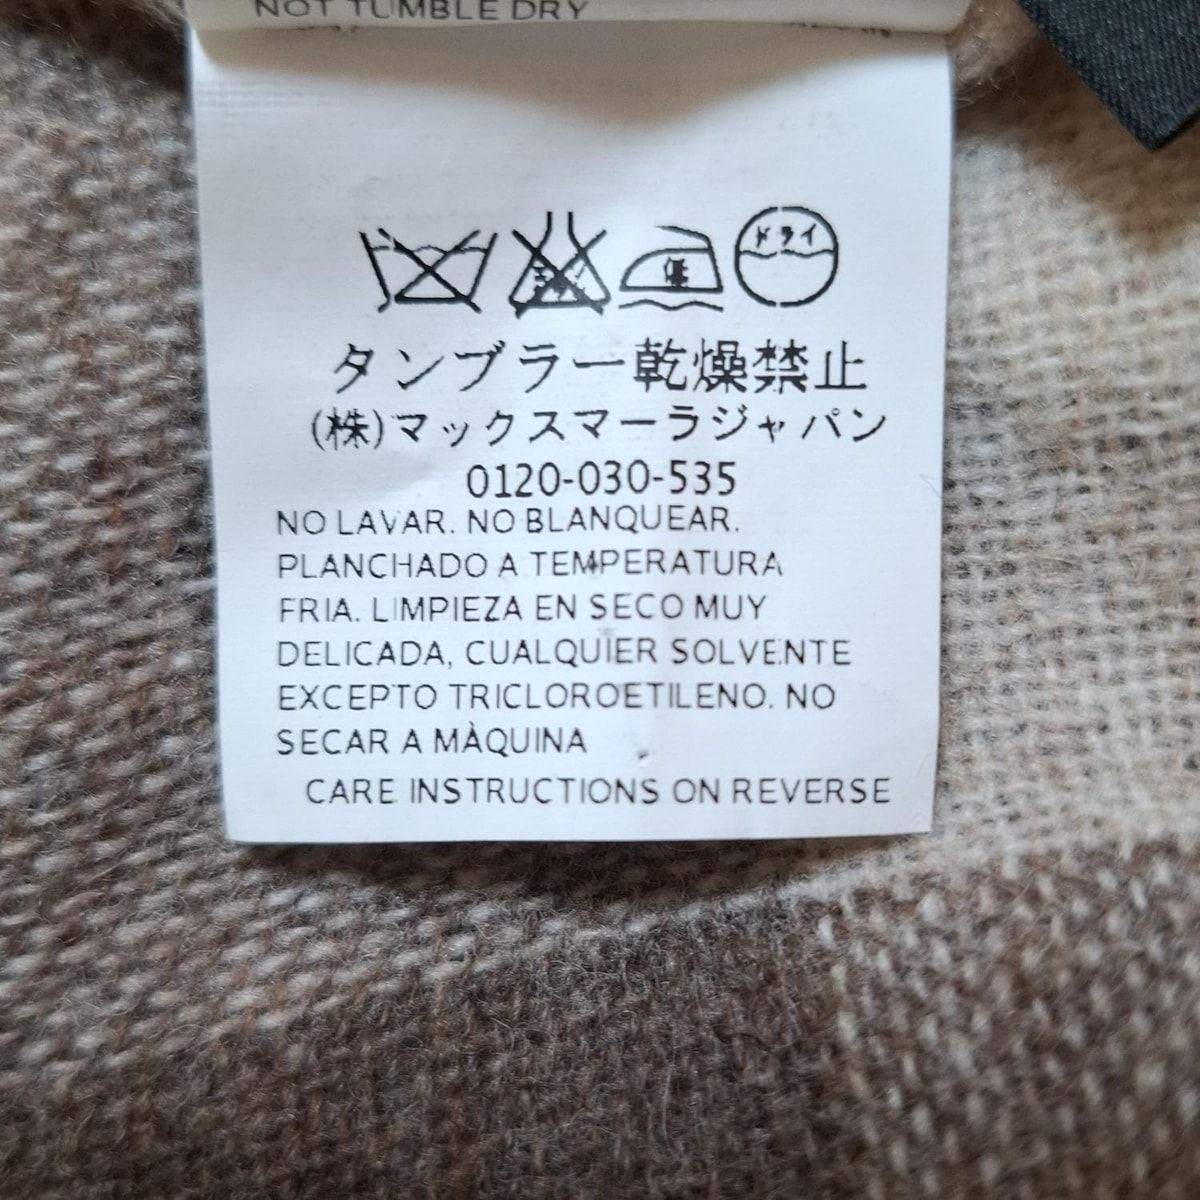 NOT TUMBLE DRY
ドライ
タンブラー乾燥禁止
(株)マックスマーラジャパン
0120-030-535
NO LAVAR. NO BLANQUEAR.
PLANCHADO A TEMPERATURA
FRIA. LIMPIEZA EN SECO MUY
DELICADA, CUALQUIER SOLVENTE
EXCEPTO TRICLOROETILENO. NO
SECAR A MÀQUINA
CARE INSTRUCTIONS ON REVERSE